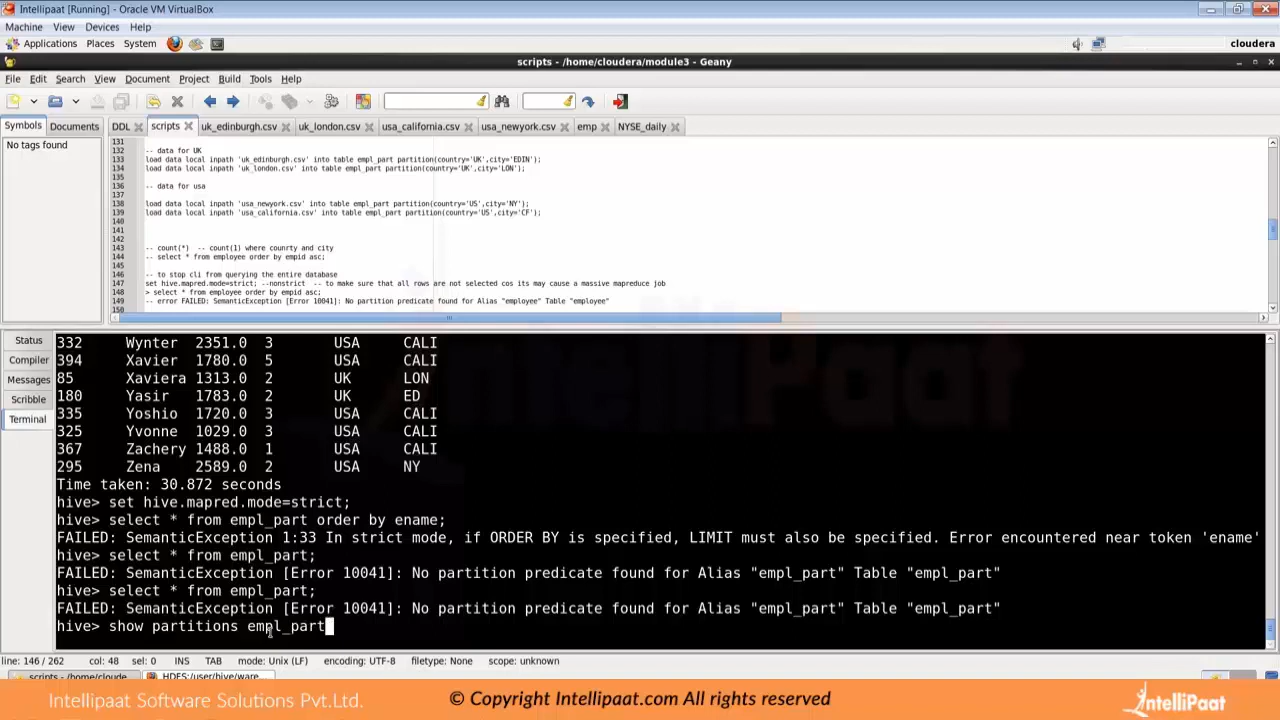 Intellipaat [Running] - Oracle VM VirtualBox
Machine View Devices Help
Applications Places System cloudera
scripts - /home/cloudera/module3 - Geany
File Edit Search View Document Project Build Tools Help
Symbols Documents DDL scripts uk_edinburgh.csv uk_london.csv usa_california.csv usa_newyork.csv emp NYSE_daily
No tags found
131
132 -- data for UK
133 load data local inpath 'uk_edinburgh.csv' into table empl_part partition(country='UK',city='EDIN');
134 load data local inpath 'uk_london.csv' into table empl_part partition(country='UK',city='LON');
135
136 -- data for usa
137
138 load data local inpath 'usa_newyork.csv' into table empl_part partition(country='US',city='NY');
139 load data local inpath 'usa_california.csv' into table empl_part partition(country='US',city='CF');
140
141
142
143 -- count(*) -- count(1) where counrty and city
144 -- select * from employee order by empid asc;
145
146 -- to stop cli from querying the entire database
147 set hive.mapred.mode=strict; --nonstrict -- to make sure that all rows are not selected cos its may cause a massive mapreduce job
148 > select * from employee order by empid asc;
149 -- error FAILED: SemanticException [Error 10041]: No partition predicate found for Alias "employee" Table "employee"
150
Status
Compiler
Messages
Scribble
Terminal
332 Wynter 2351.0 3 USA CALI
394 Xavier 1780.0 5 USA CALI
85 Xaviera 1313.0 2 UK LON
180 Yasir 1783.0 2 UK ED
335 Yoshio 1720.0 3 USA CALI
325 Yvonne 1029.0 3 USA CALI
367 Zachery 1488.0 1 USA CALI
295 Zena 2589.0 2 USA NY
Time taken: 30.872 seconds
hive> set hive.mapred.mode=strict;
hive> select * from empl_part order by ename;
FAILED: SemanticException 1:33 In strict mode, if ORDER BY is specified, LIMIT must also be specified. Error encountered near token 'ename'
hive> select * from empl_part;
FAILED: SemanticException [Error 10041]: No partition predicate found for Alias "empl_part" Table "empl_part"
hive> select * from empl_part;
FAILED: SemanticException [Error 10041]: No partition predicate found for Alias "empl_part" Table "empl_part"
hive> show partitions empl_part
line: 146 / 262 col: 48 sel: 0 INS TAB mode: Unix (LF) encoding: UTF-8 filetype: None scope: unknown
scripts - /home/cloude... HDFS:/user/hive/ware...
Intellipaat Software Solutions Pvt.Ltd. © Copyright Intellipaat.com All rights reserved IntelliPaat